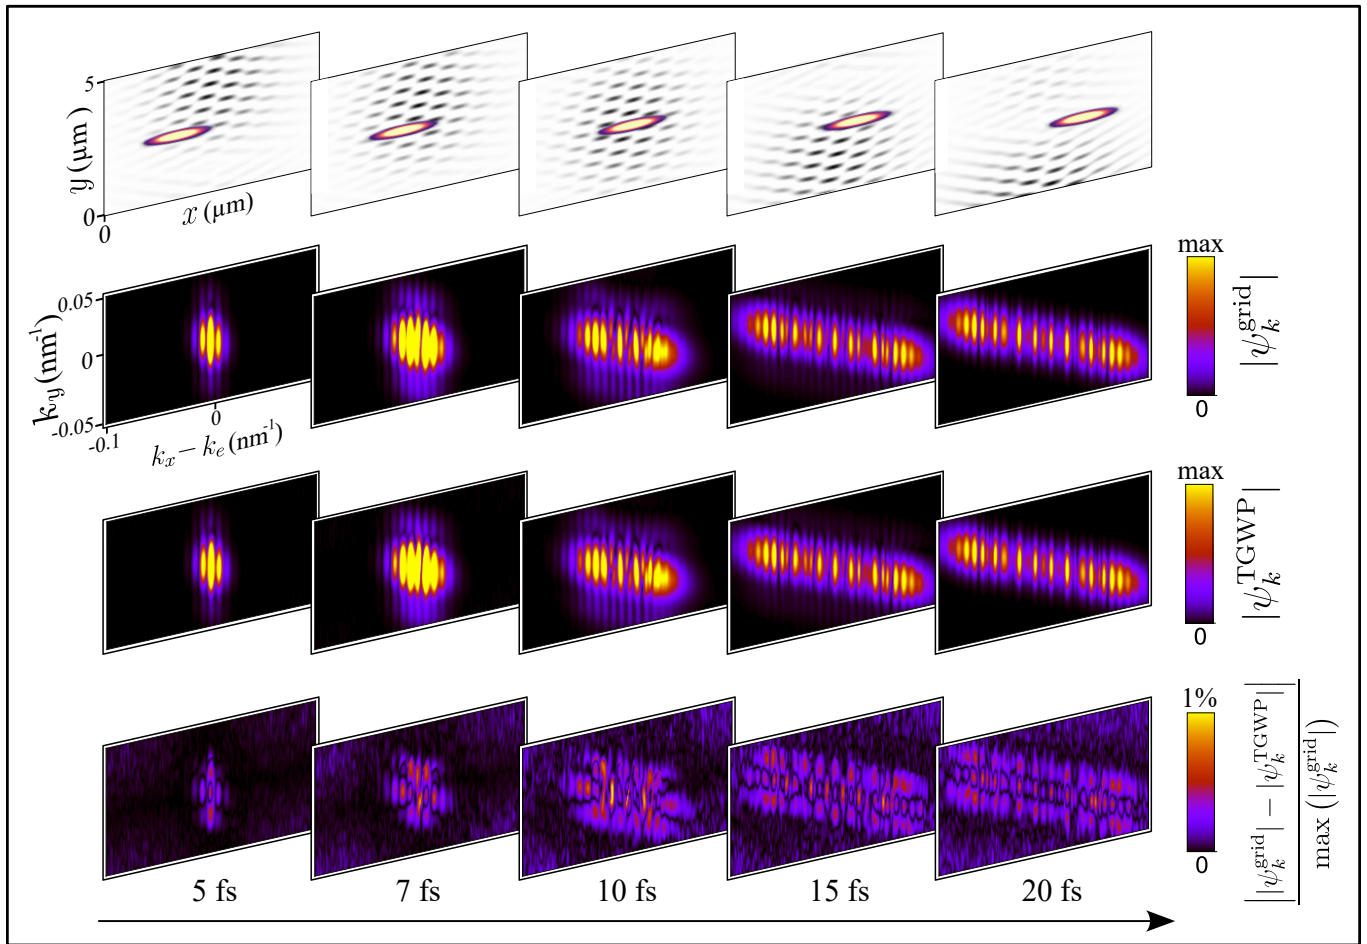 5
y (μm)
0
0
x (μm)
max
0.05
0
-0.05
k_y (nm⁻¹)
-0.1
0
k_x − k_e (nm⁻¹)
0
|ψ_k^grid|
max
0
|ψ_k^TGWP|
1%
0
||ψ_k^grid| − |ψ_k^TGWP||
max (|ψ_k^grid|)
5 fs
7 fs
10 fs
15 fs
20 fs